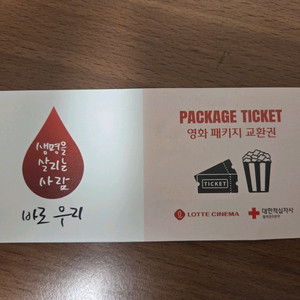 생명을
살리는
사람
바로 우리
PACKAGE TICKET
영화 패키지 교환권
TICKET
LOTTE CINEMA
대한적십자사